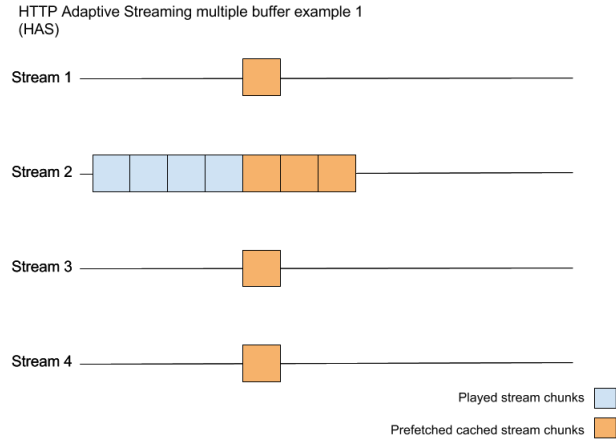 HTTP Adaptive Streaming multiple buffer example 1
(HAS)
Stream 1
Stream 2
Stream 3
Stream 4
Played stream chunks
Prefetched cached stream chunks